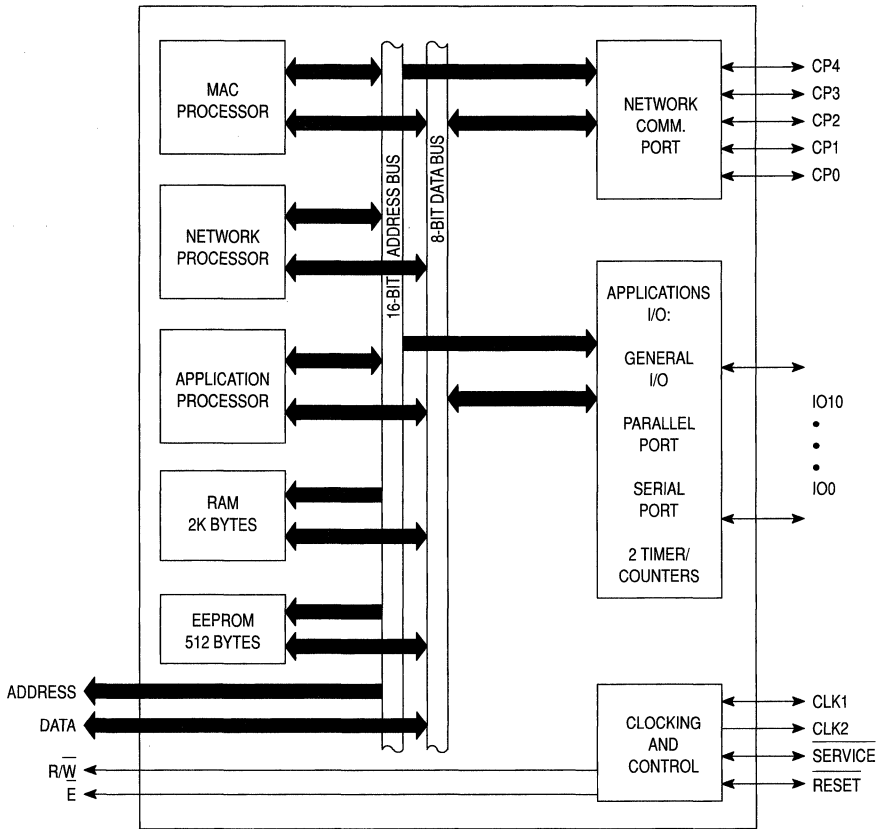 MAC
PROCESSOR
NETWORK
PROCESSOR
APPLICATION
PROCESSOR
RAM
2K BYTES
EEPROM
512 BYTES
16-BIT ADDRESS BUS
8-BIT DATA BUS
NETWORK
COMM.
PORT
CP4
CP3
CP2
CP1
CP0
APPLICATIONS
I/O:
GENERAL
I/O
PARALLEL
PORT
SERIAL
PORT
2 TIMER/
COUNTERS
IO10
•
•
•
IO0
ADDRESS
DATA
R/W̅
E̅
CLOCKING
AND
CONTROL
CLK1
CLK2
S̅E̅R̅V̅I̅C̅E̅
R̅E̅S̅E̅T̅